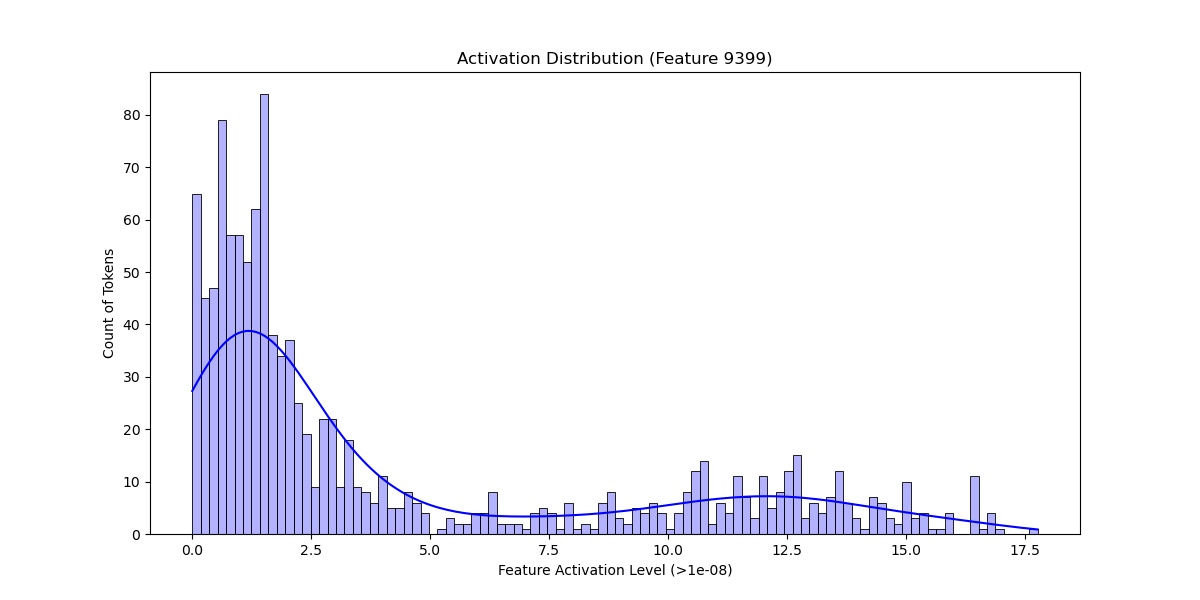 Activation Distribution (Feature 9399)
Count of Tokens
80
70
60
50
40
30
20
10
0
0.0 2.5 5.0 7.5 10.0 12.5 15.0 17.5
Feature Activation Level (>1e-08)